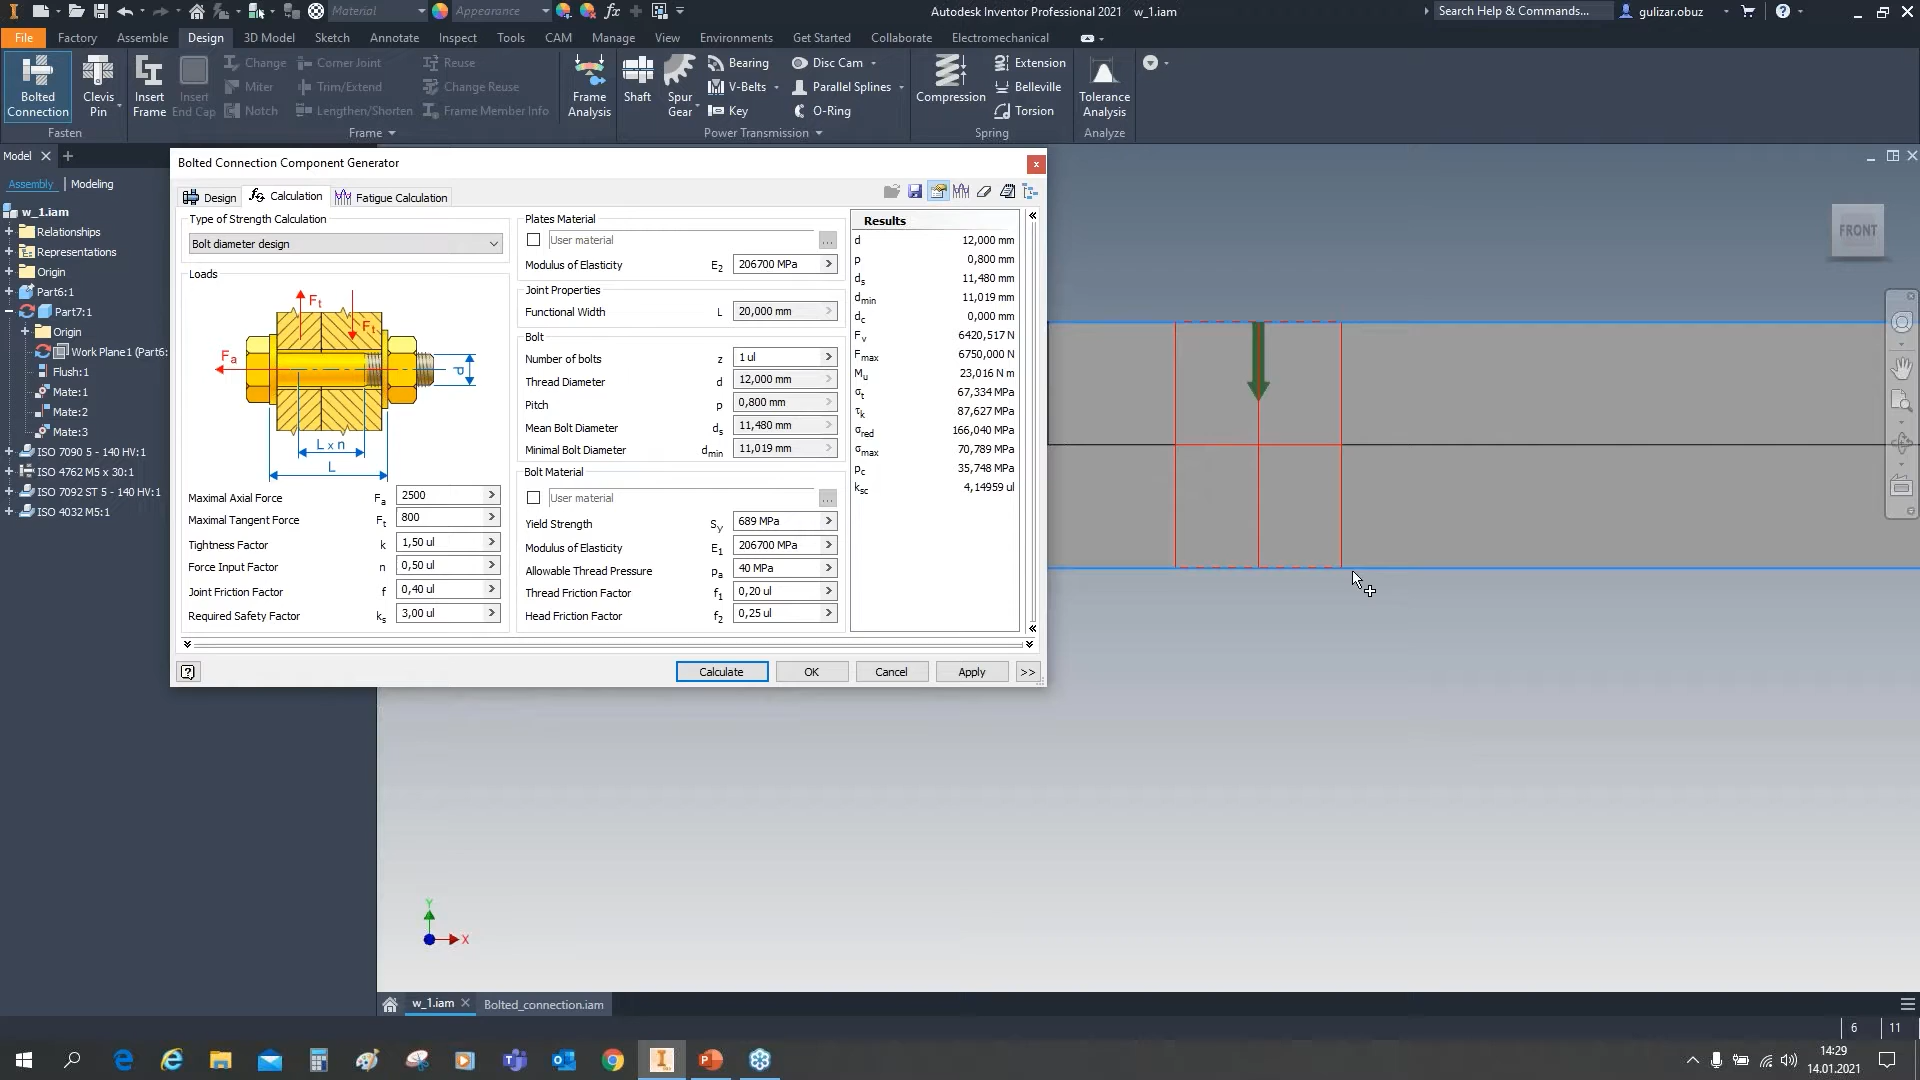 Material
Appearance
Autodesk Inventor Professional 2021 w_1.iam
Search Help & Commands...
gulizar.obuz
File Factory Assemble Design 3D Model Sketch Annotate Inspect Tools CAM Manage View Environments Get Started Collaborate Electromechanical
Bolted Connection
Clevis Pin
Fasten
Insert Frame
Insert End Cap
Change
Miter
Notch
Corner Joint
Trim/Extend
Lengthen/Shorten
Reuse
Change Reuse
Frame Member Info
Frame
Frame Analysis
Shaft
Spur Gear
Bearing
V-Belts
Key
Disc Cam
Parallel Splines
O-Ring
Power Transmission
Compression
Extension
Belleville
Torsion
Spring
Tolerance Analysis
Analyze
Model
Assembly | Modeling
w_1.iam
Relationships
Representations
Origin
Part6:1
Part7:1
Origin
Work Plane1 (Part6:
Flush:1
Mate:1
Mate:2
Mate:3
ISO 7090 5 - 140 HV:1
ISO 4762 M5 x 30:1
ISO 7092 ST 5 - 140 HV:1
ISO 4032 M5:1
Bolted Connection Component Generator
Design
Calculation
Fatigue Calculation
Type of Strength Calculation
Bolt diameter design
Loads
Ft
Ft
Fa
d
L x n
L
Maximal Axial Force Fa 2500
Maximal Tangent Force Ft 800
Tightness Factor k 1,50 ul
Force Input Factor n 0,50 ul
Joint Friction Factor f 0,40 ul
Required Safety Factor ks 3,00 ul
Plates Material
User material
...
Modulus of Elasticity E2 206700 MPa
Joint Properties
Functional Width L 20,000 mm
Bolt
Number of bolts z 1 ul
Thread Diameter d 12,000 mm
Pitch p 0,800 mm
Mean Bolt Diameter ds 11,480 mm
Minimal Bolt Diameter dmin 11,019 mm
Bolt Material
User material
...
Yield Strength Sy 689 MPa
Modulus of Elasticity E1 206700 MPa
Allowable Thread Pressure pa 40 MPa
Thread Friction Factor f1 0,20 ul
Head Friction Factor f2 0,25 ul
Results
d 12,000 mm
p 0,800 mm
ds 11,480 mm
dmin 11,019 mm
dc 0,000 mm
Fv 6420,517 N
Fmax 6750,000 N
Mu 23,016 N m
σt 67,334 MPa
τk 87,627 MPa
σred 166,040 MPa
σmax 70,789 MPa
pc 35,748 MPa
ksc 4,14959 ul
Calculate
OK
Cancel
Apply
>>
FRONT
Y
X
w_1.iam
Bolted_connection.iam
6 11
14:29
14.01.2021